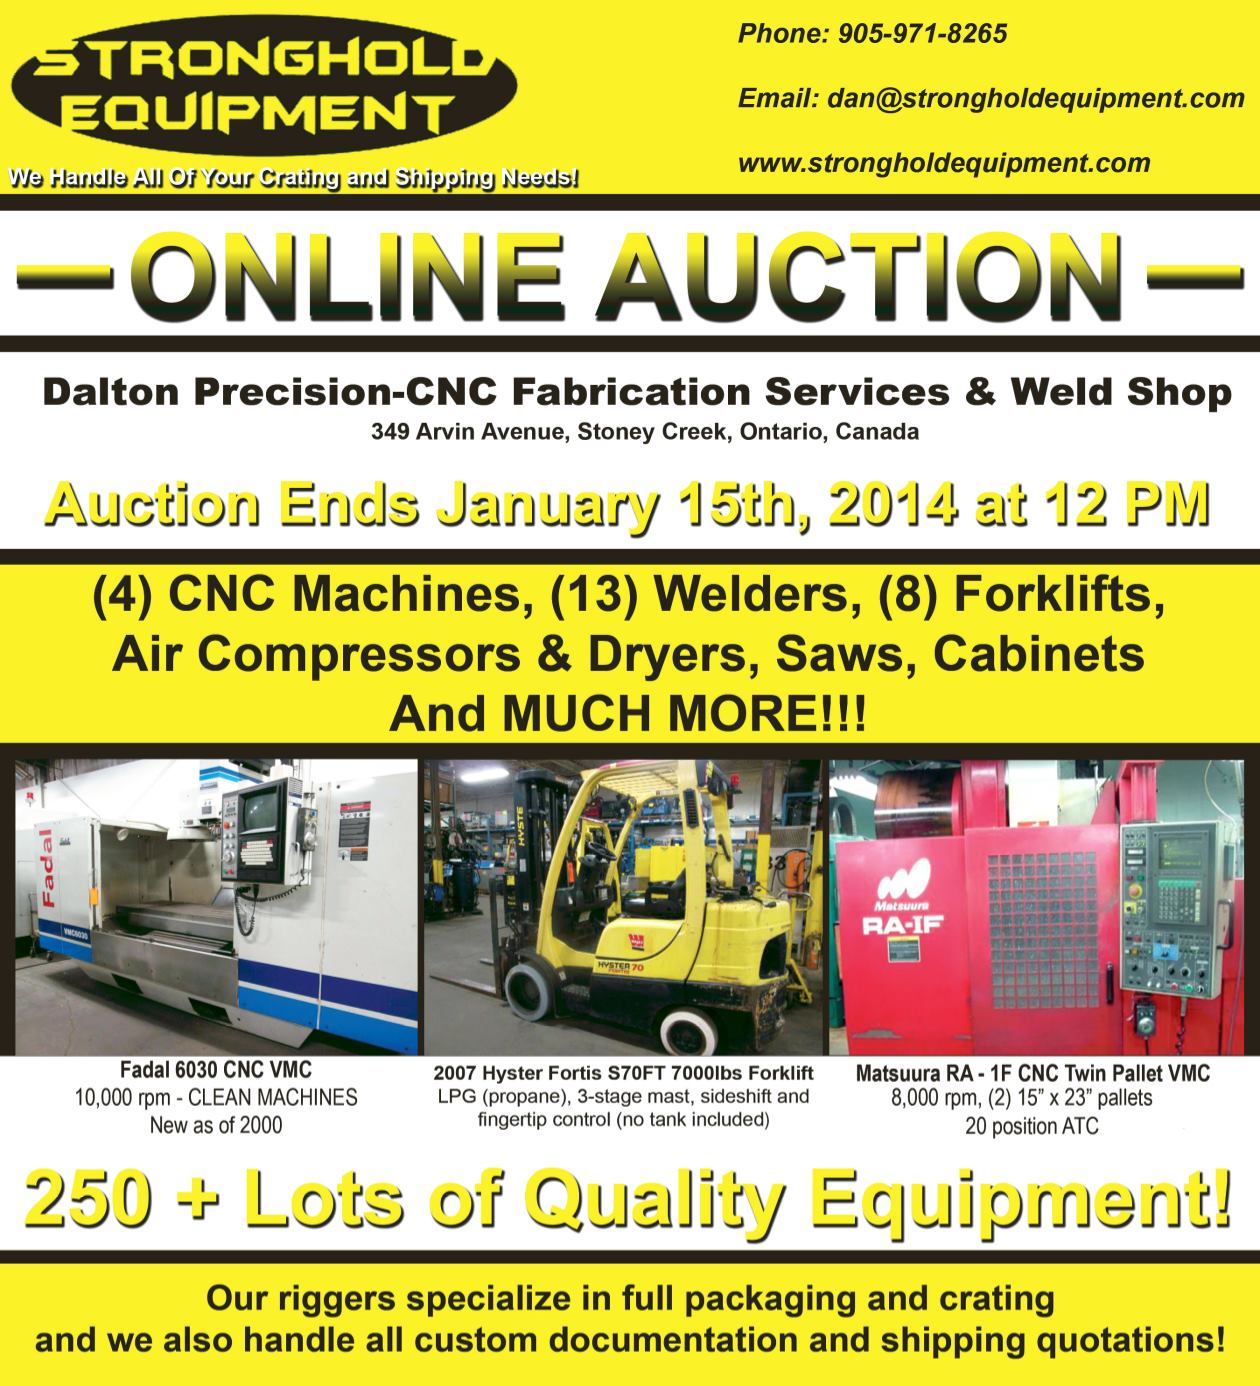 STRONGHOLD
EQUIPMENT
We Handle All Of Your Crating and Shipping Needs!
Phone: 905-971-8265
Email: dan@strongholdequipment.com
www.strongholdequipment.com
ONLINE AUCTION
Dalton Precision-CNC Fabrication Services & Weld Shop
349 Arvin Avenue, Stoney Creek, Ontario, Canada
Auction Ends January 15th, 2014 at 12 PM
(4) CNC Machines, (13) Welders, (8) Forklifts,
Air Compressors & Dryers, Saws, Cabinets
And MUCH MORE!!!
Fadal
VMC6030
HYSTE
HYSTER 70
FORTIS
Matsuura
RA-IF
Fadal 6030 CNC VMC
10,000 rpm - CLEAN MACHINES
New as of 2000
2007 Hyster Fortis S70FT 7000lbs Forklift
LPG (propane), 3-stage mast, sideshift and
fingertip control (no tank included)
Matsuura RA - 1F CNC Twin Pallet VMC
8,000 rpm, (2) 15” x 23” pallets
20 position ATC
250 + Lots of Quality Equipment!
Our riggers specialize in full packaging and crating
and we also handle all custom documentation and shipping quotations!